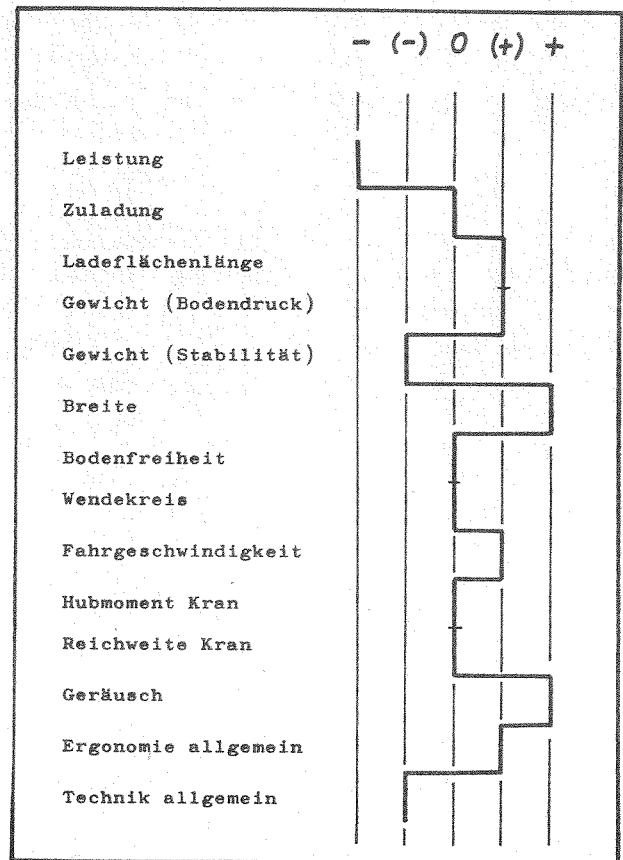 - (-) 0 (+) +
Leistung
Zuladung
Ladeflächenlänge
Gewicht (Bodendruck)
Gewicht (Stabilität)
Breite
Bodenfreiheit
Wendekreis
Fahrgeschwindigkeit
Hubmoment Kran
Reichweite Kran
Geräusch
Ergonomie allgemein
Technik allgemein